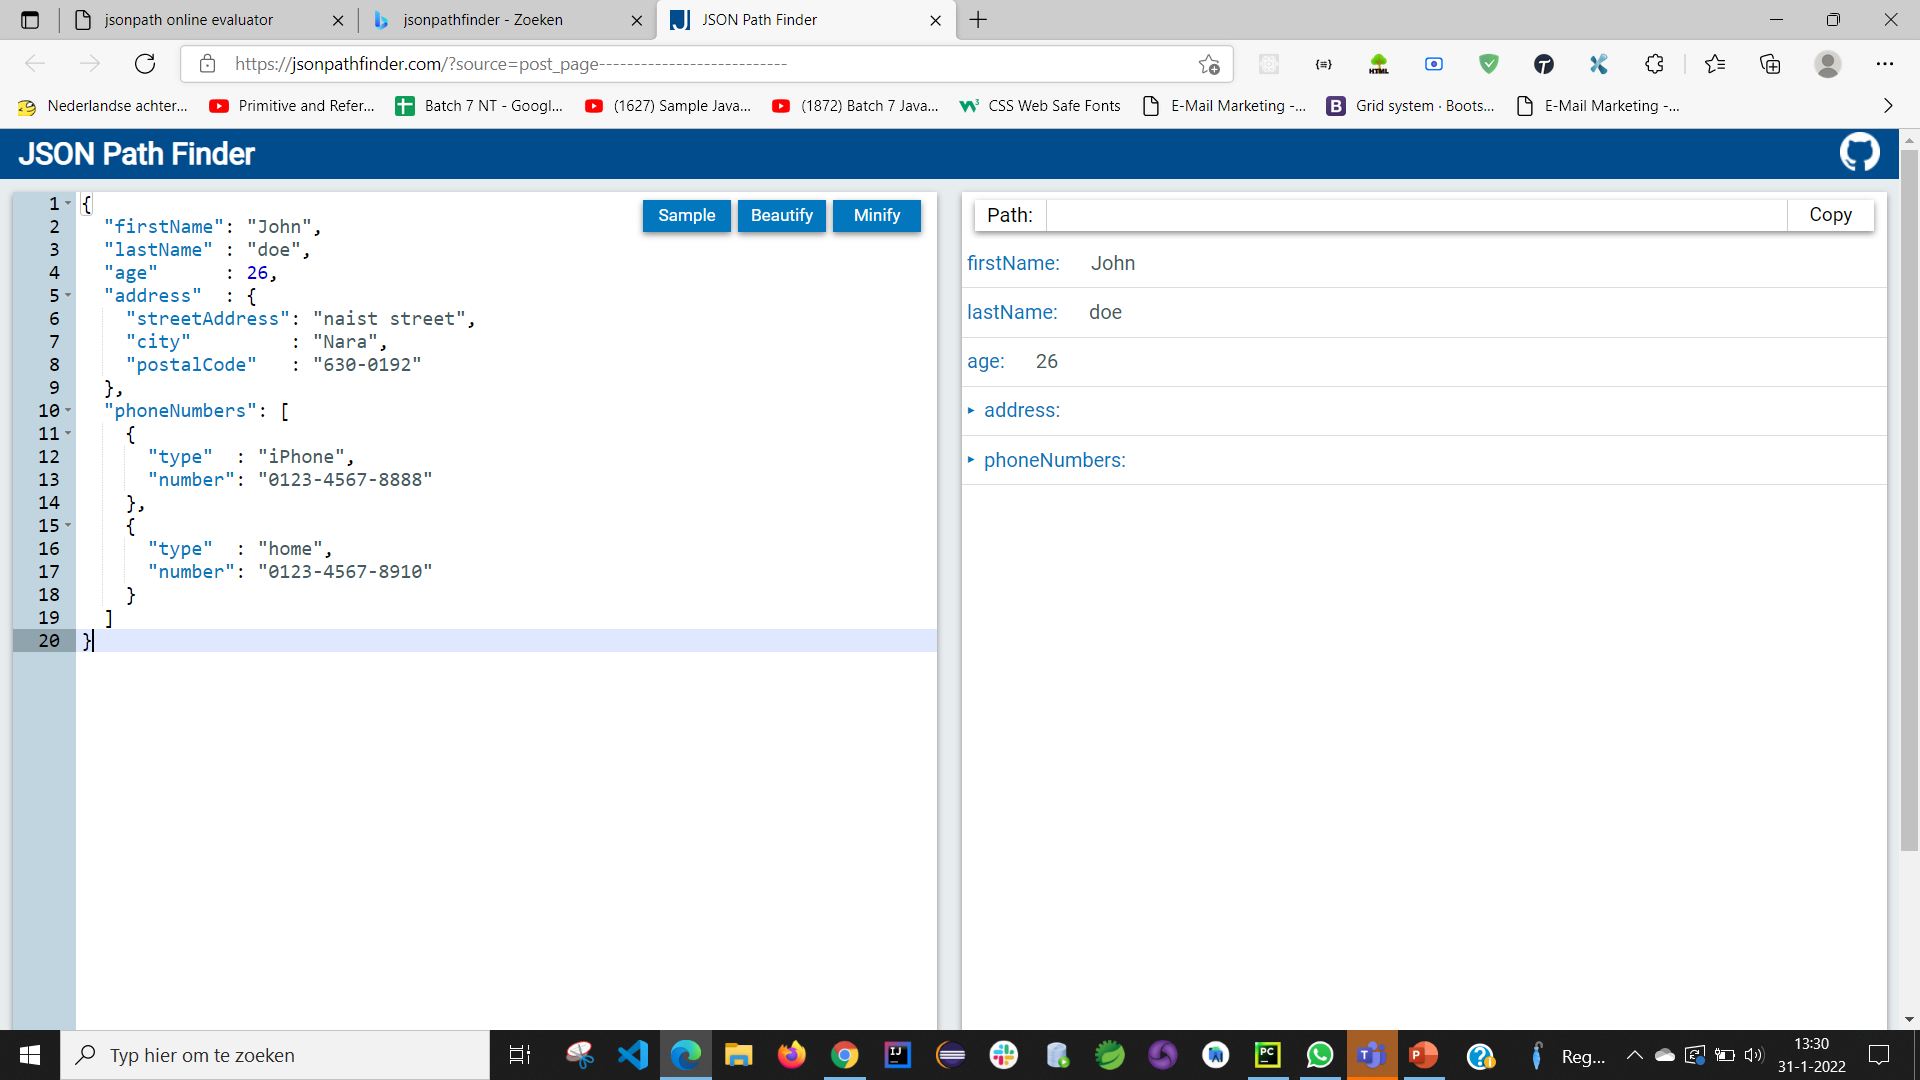 jsonpath online evaluator
jsonpathfinder - Zoeken
JSON Path Finder
https://jsonpathfinder.com/?source=post_page---------------------------
{=}
HTML
Nederlandse achter...
Primitive and Refer...
Batch 7 NT - Googl...
(1627) Sample Java...
(1872) Batch 7 Java...
CSS Web Safe Fonts
E-Mail Marketing -...
B Grid system · Boots...
E-Mail Marketing -...
JSON Path Finder
Sample Beautify Minify
1 {
2 "firstName": "John",
3 "lastName" : "doe",
4 "age"      : 26,
5 "address"  : {
6 "streetAddress": "naist street",
7 "city"         : "Nara",
8 "postalCode"   : "630-0192"
9 },
10 "phoneNumbers": [
11 {
12 "type"  : "iPhone",
13 "number": "0123-4567-8888"
14 },
15 {
16 "type"  : "home",
17 "number": "0123-4567-8910"
18 }
19 ]
20 }
Path: Copy
firstName: John
lastName: doe
age: 26
address:
phoneNumbers:
Typ hier om te zoeken
IJ
PC
Reg...
13:30
31-1-2022